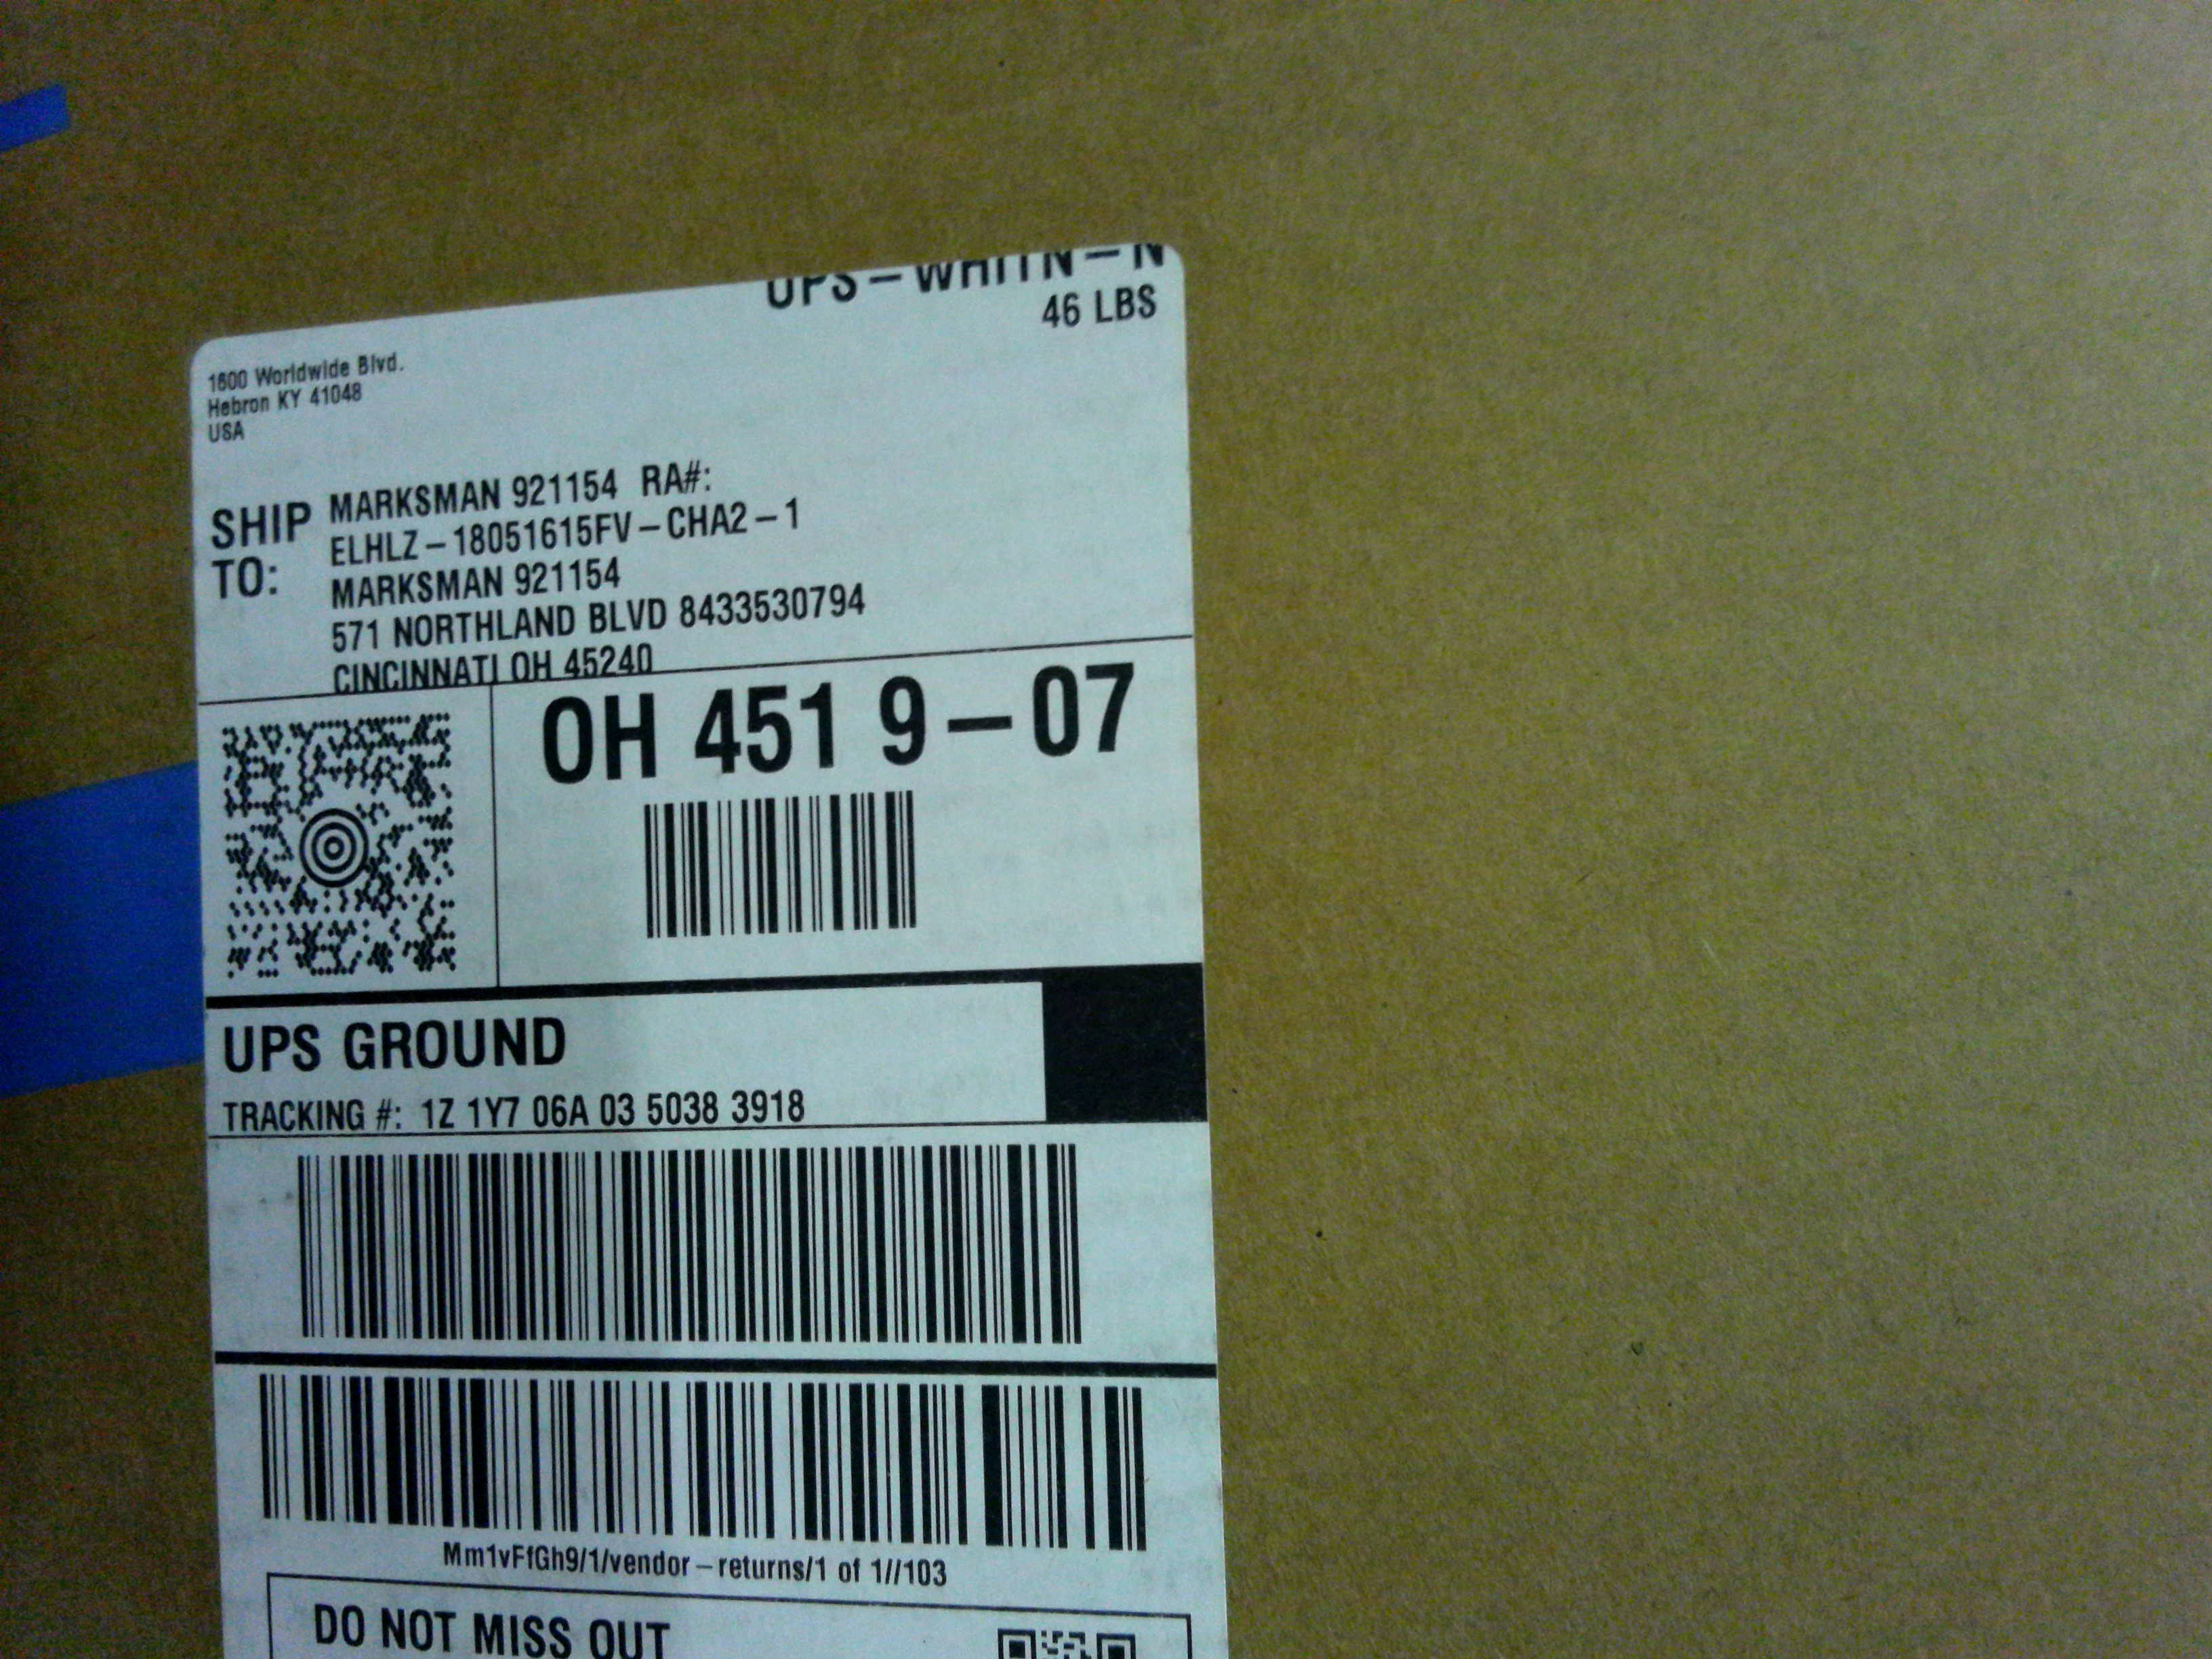 UPS – WHITN – N
46 LBS
1600 Worldwide Blvd.
Hebron KY 41048
USA
SHIP TO:
MARKSMAN 921154 RA#:
ELHLZ – 18051615FV – CHA2 – 1
MARKSMAN 921154
571 NORTHLAND BLVD 8433530794
CINCINNATI OH 45240
OH 451 9 – 07
UPS GROUND
TRACKING #: 1Z 1Y7 06A 03 5038 3918
Mm1vFfGh9/1/vendor – returns/1 of 1//103
DO NOT MISS OUT